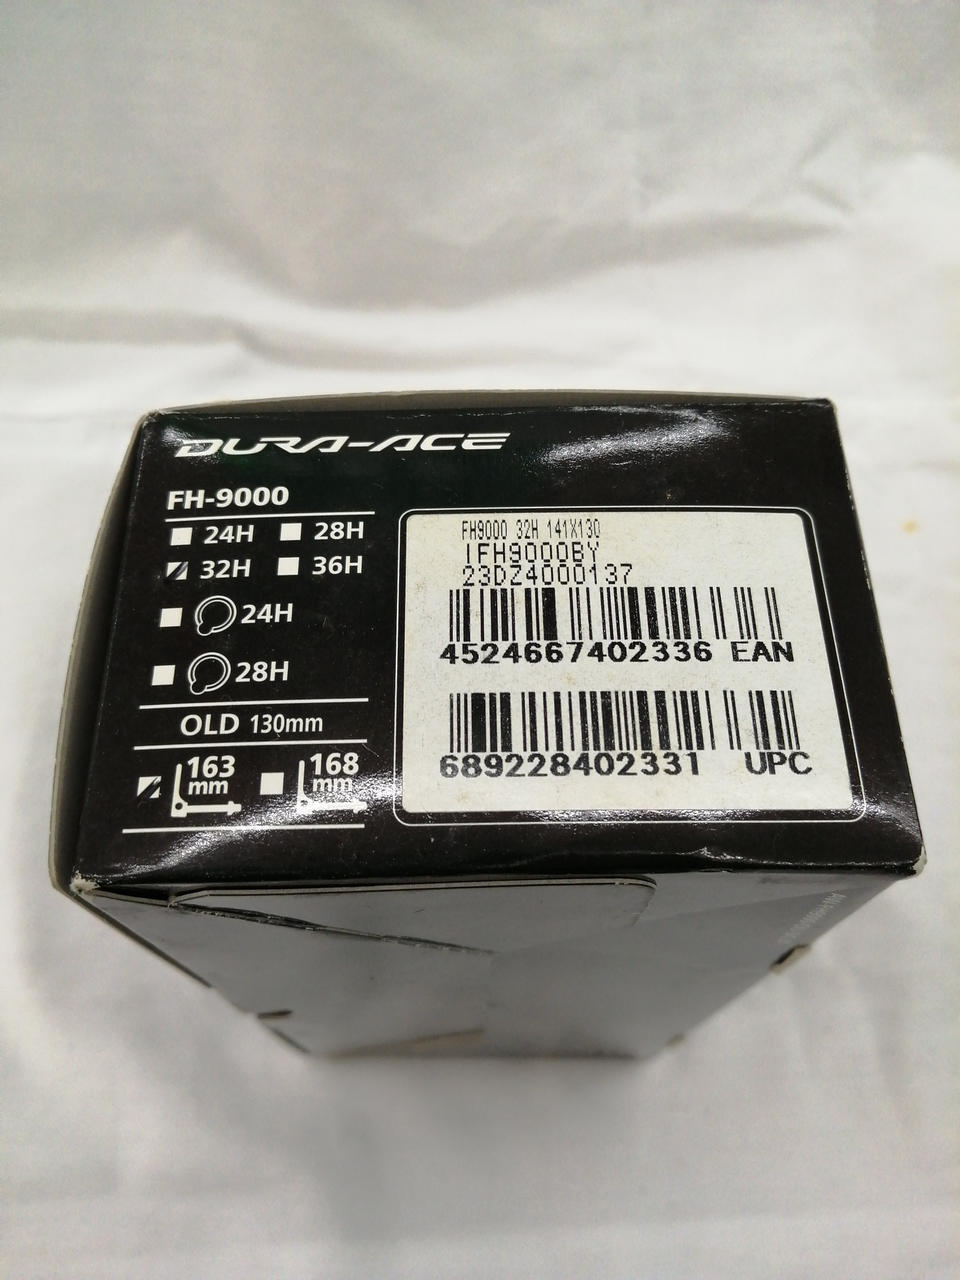 DURA-ACE
FH-9000
24H 28H
32H 36H
24H
28H
OLD 130mm
163 mm 168 mm
FH9000 32H 141X130
IFH9000BY
23DZ4000137
4524667402336 EAN
689228402331 UPC